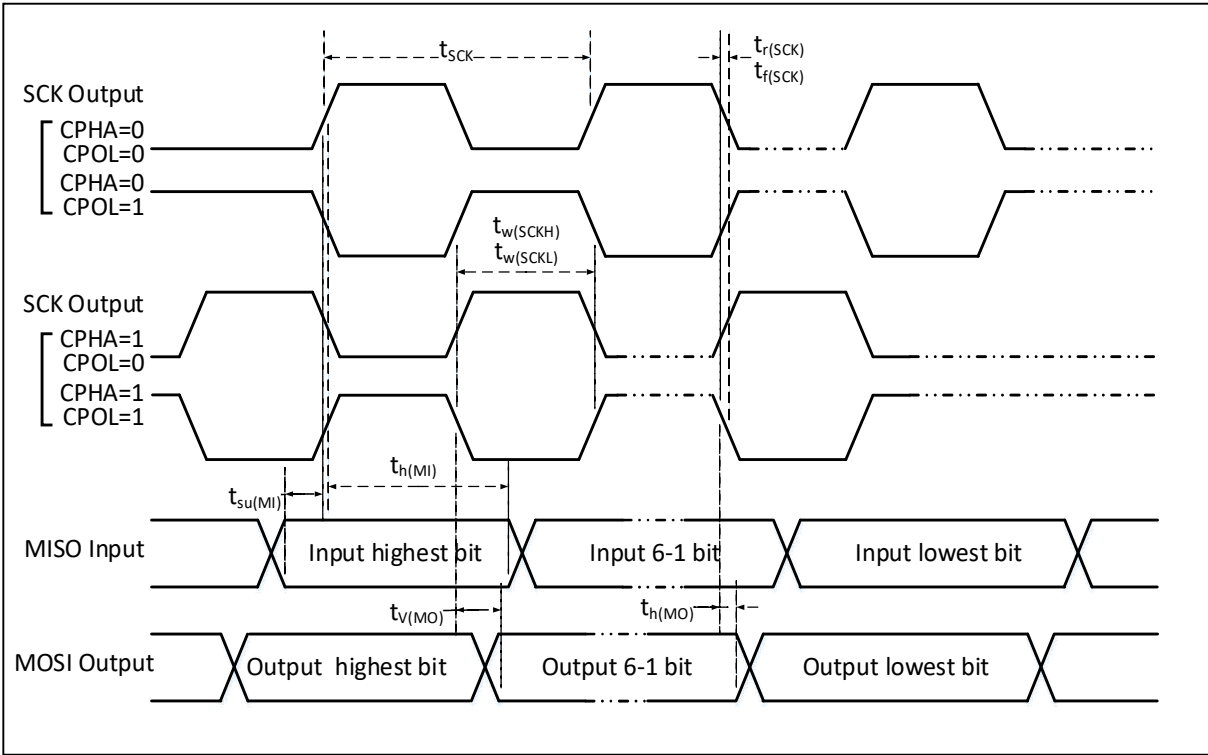 tSCK
tr(SCK)
tf(SCK)
SCK Output
CPHA=0
CPOL=0
CPHA=0
CPOL=1
tw(SCKH)
tw(SCKL)
SCK Output
CPHA=1
CPOL=0
CPHA=1
CPOL=1
th(MI)
tsu(MI)
MISO Input
Input highest bit
Input 6-1 bit
Input lowest bit
tV(MO)
th(MO)
MOSI Output
Output highest bit
Output 6-1 bit
Output lowest bit